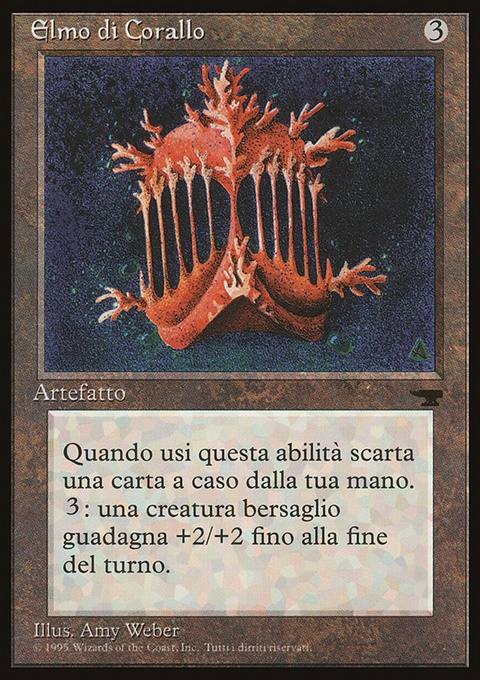 Elmo di Corallo 3
Artefatto
Quando usi questa abilità scarta
una carta a caso dalla tua mano.
3: una creatura bersaglio
guadagna +2/+2 fino alla fine
del turno.
Illus. Amy Weber
© 1995 Wizards of the Coast, Inc. Tutti i diritti riservati.